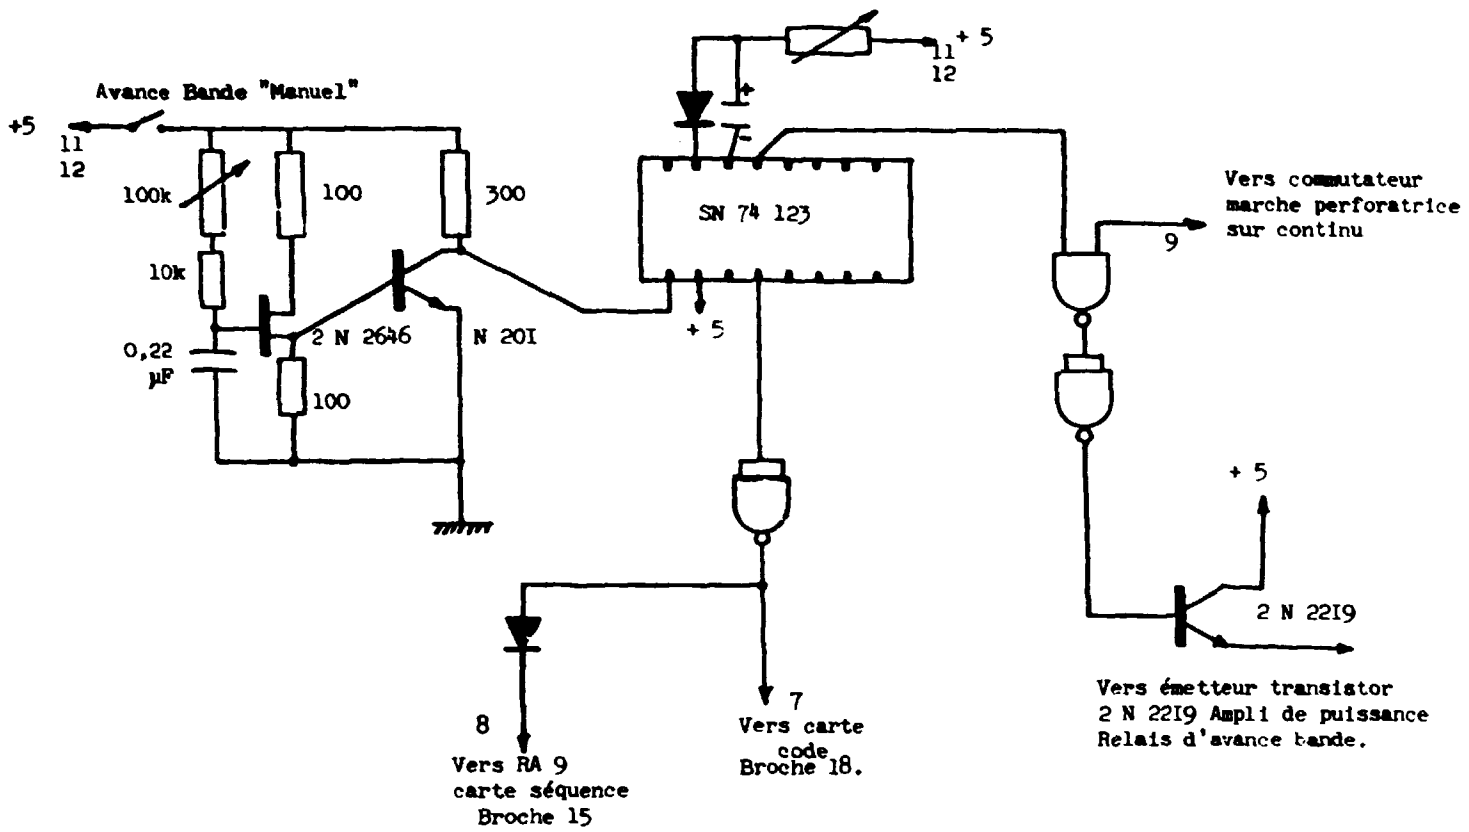 + 5
11
12
Avance Bande "Manuel"
+5
11
12
+
-
100k
100
300
SN 74 123
Vers commutateur
marche perforatrice
sur continu
9
10k
2 N 2646
N 20I
+ 5
0,22
µF
100
+ 5
2 N 22I9
Vers émetteur transistor
2 N 22I9 Ampli de puissance
Relais d'avance bande.
7
Vers carte
code
Broche 18.
8
Vers RA 9
carte séquence
Broche 15